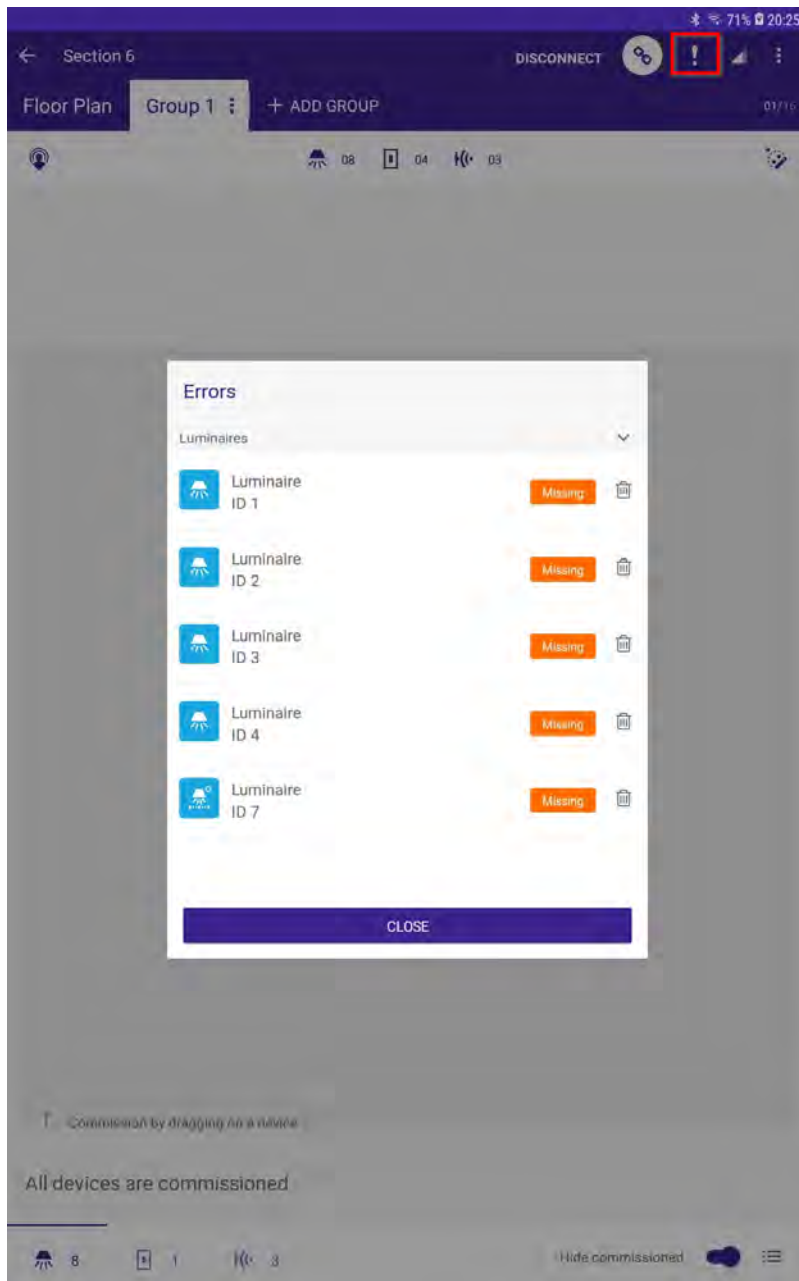 71% 20:25
Section 6
DISCONNECT
!
Floor Plan
Group 1
+ ADD GROUP
01/16
08
04
03
Errors
Luminaires
Luminaire
ID 1
Missing
Luminaire
ID 2
Missing
Luminaire
ID 3
Missing
Luminaire
ID 4
Missing
Luminaire
ID 7
Missing
CLOSE
Commission by dragging on a device
All devices are commissioned
8
1
3
Hide commissioned